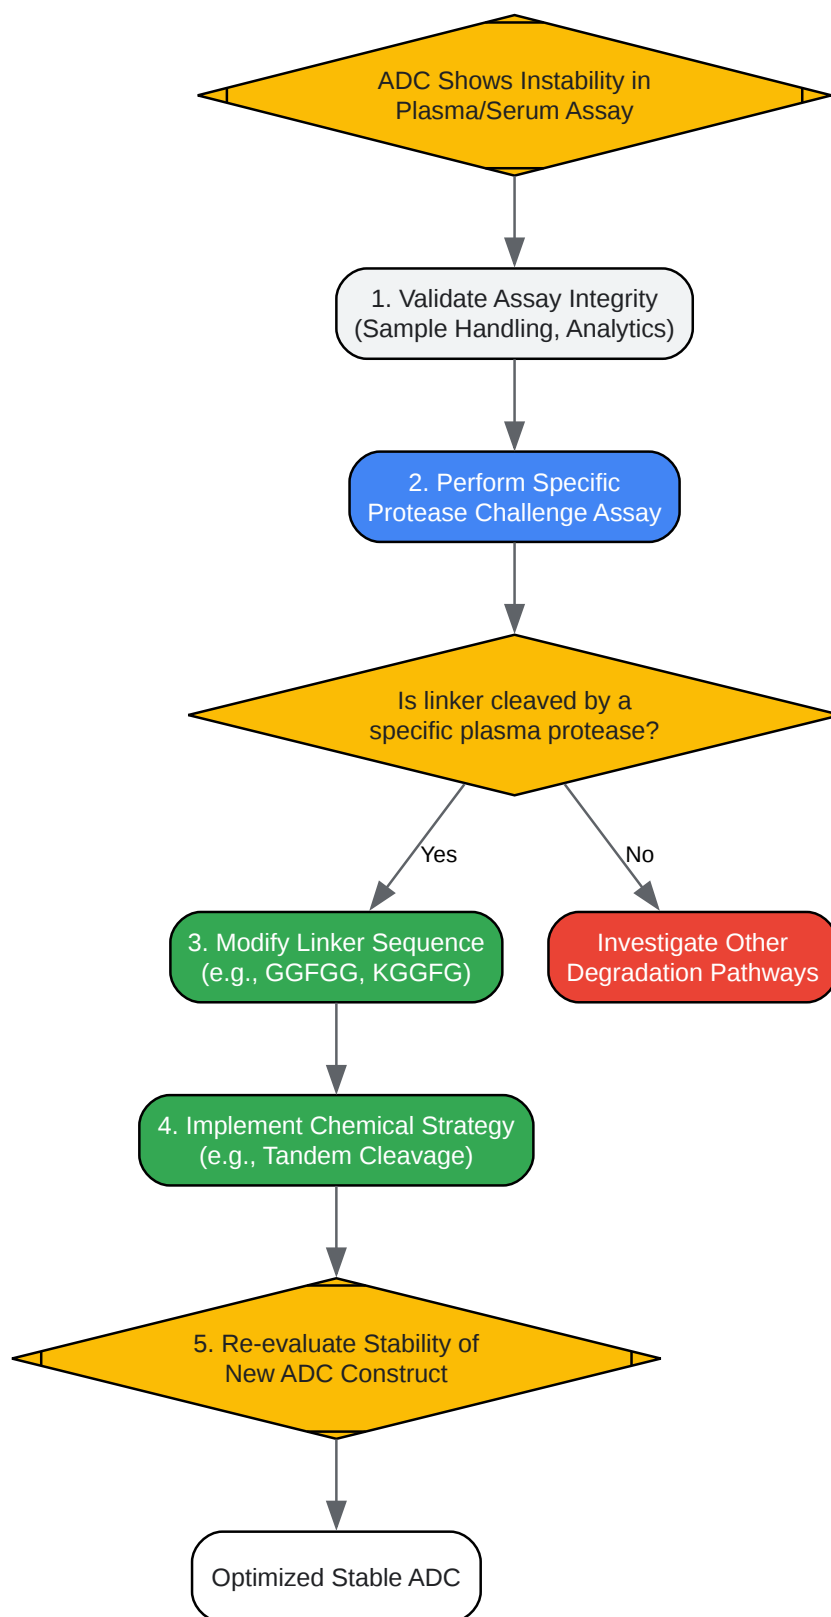 ADC Shows Instability in
Plasma/Serum Assay
1. Validate Assay Integrity
(Sample Handling, Analytics)
2. Perform Specific
Protease Challenge Assay
Is linker cleaved by a
specific plasma protease?
Yes
No
3. Modify Linker Sequence
(e.g., GGFGG, KGGFG)
Investigate Other
Degradation Pathways
4. Implement Chemical Strategy
(e.g., Tandem Cleavage)
5. Re-evaluate Stability of
New ADC Construct
Optimized Stable ADC